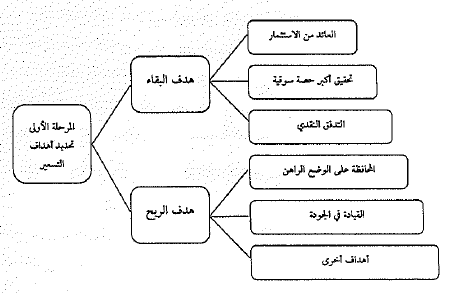 المرحلة الأولى
تحديد أهداف
التسعير
هدف البقاء
العائد من الاستثمار
تحقيق أكبر حصة سوقية
التدفق النقدي
هدف الربح
المحافظة على الوضع الراهن
القيادة في الجودة
أهداف أخرى